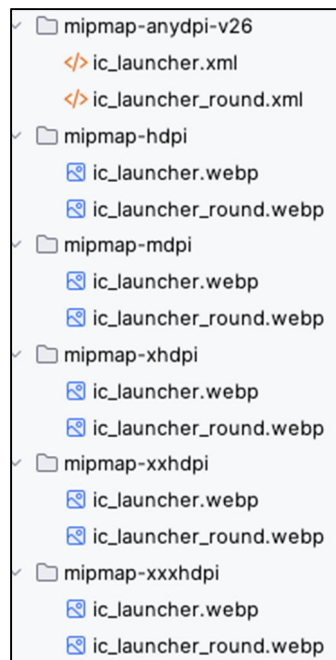 mipmap-anydpi-v26
ic_launcher.xml
ic_launcher_round.xml
mipmap-hdpi
ic_launcher.webp
ic_launcher_round.webp
mipmap-mdpi
ic_launcher.webp
ic_launcher_round.webp
mipmap-xhdpi
ic_launcher.webp
ic_launcher_round.webp
mipmap-xxhdpi
ic_launcher.webp
ic_launcher_round.webp
mipmap-xxxhdpi
ic_launcher.webp
ic_launcher_round.webp